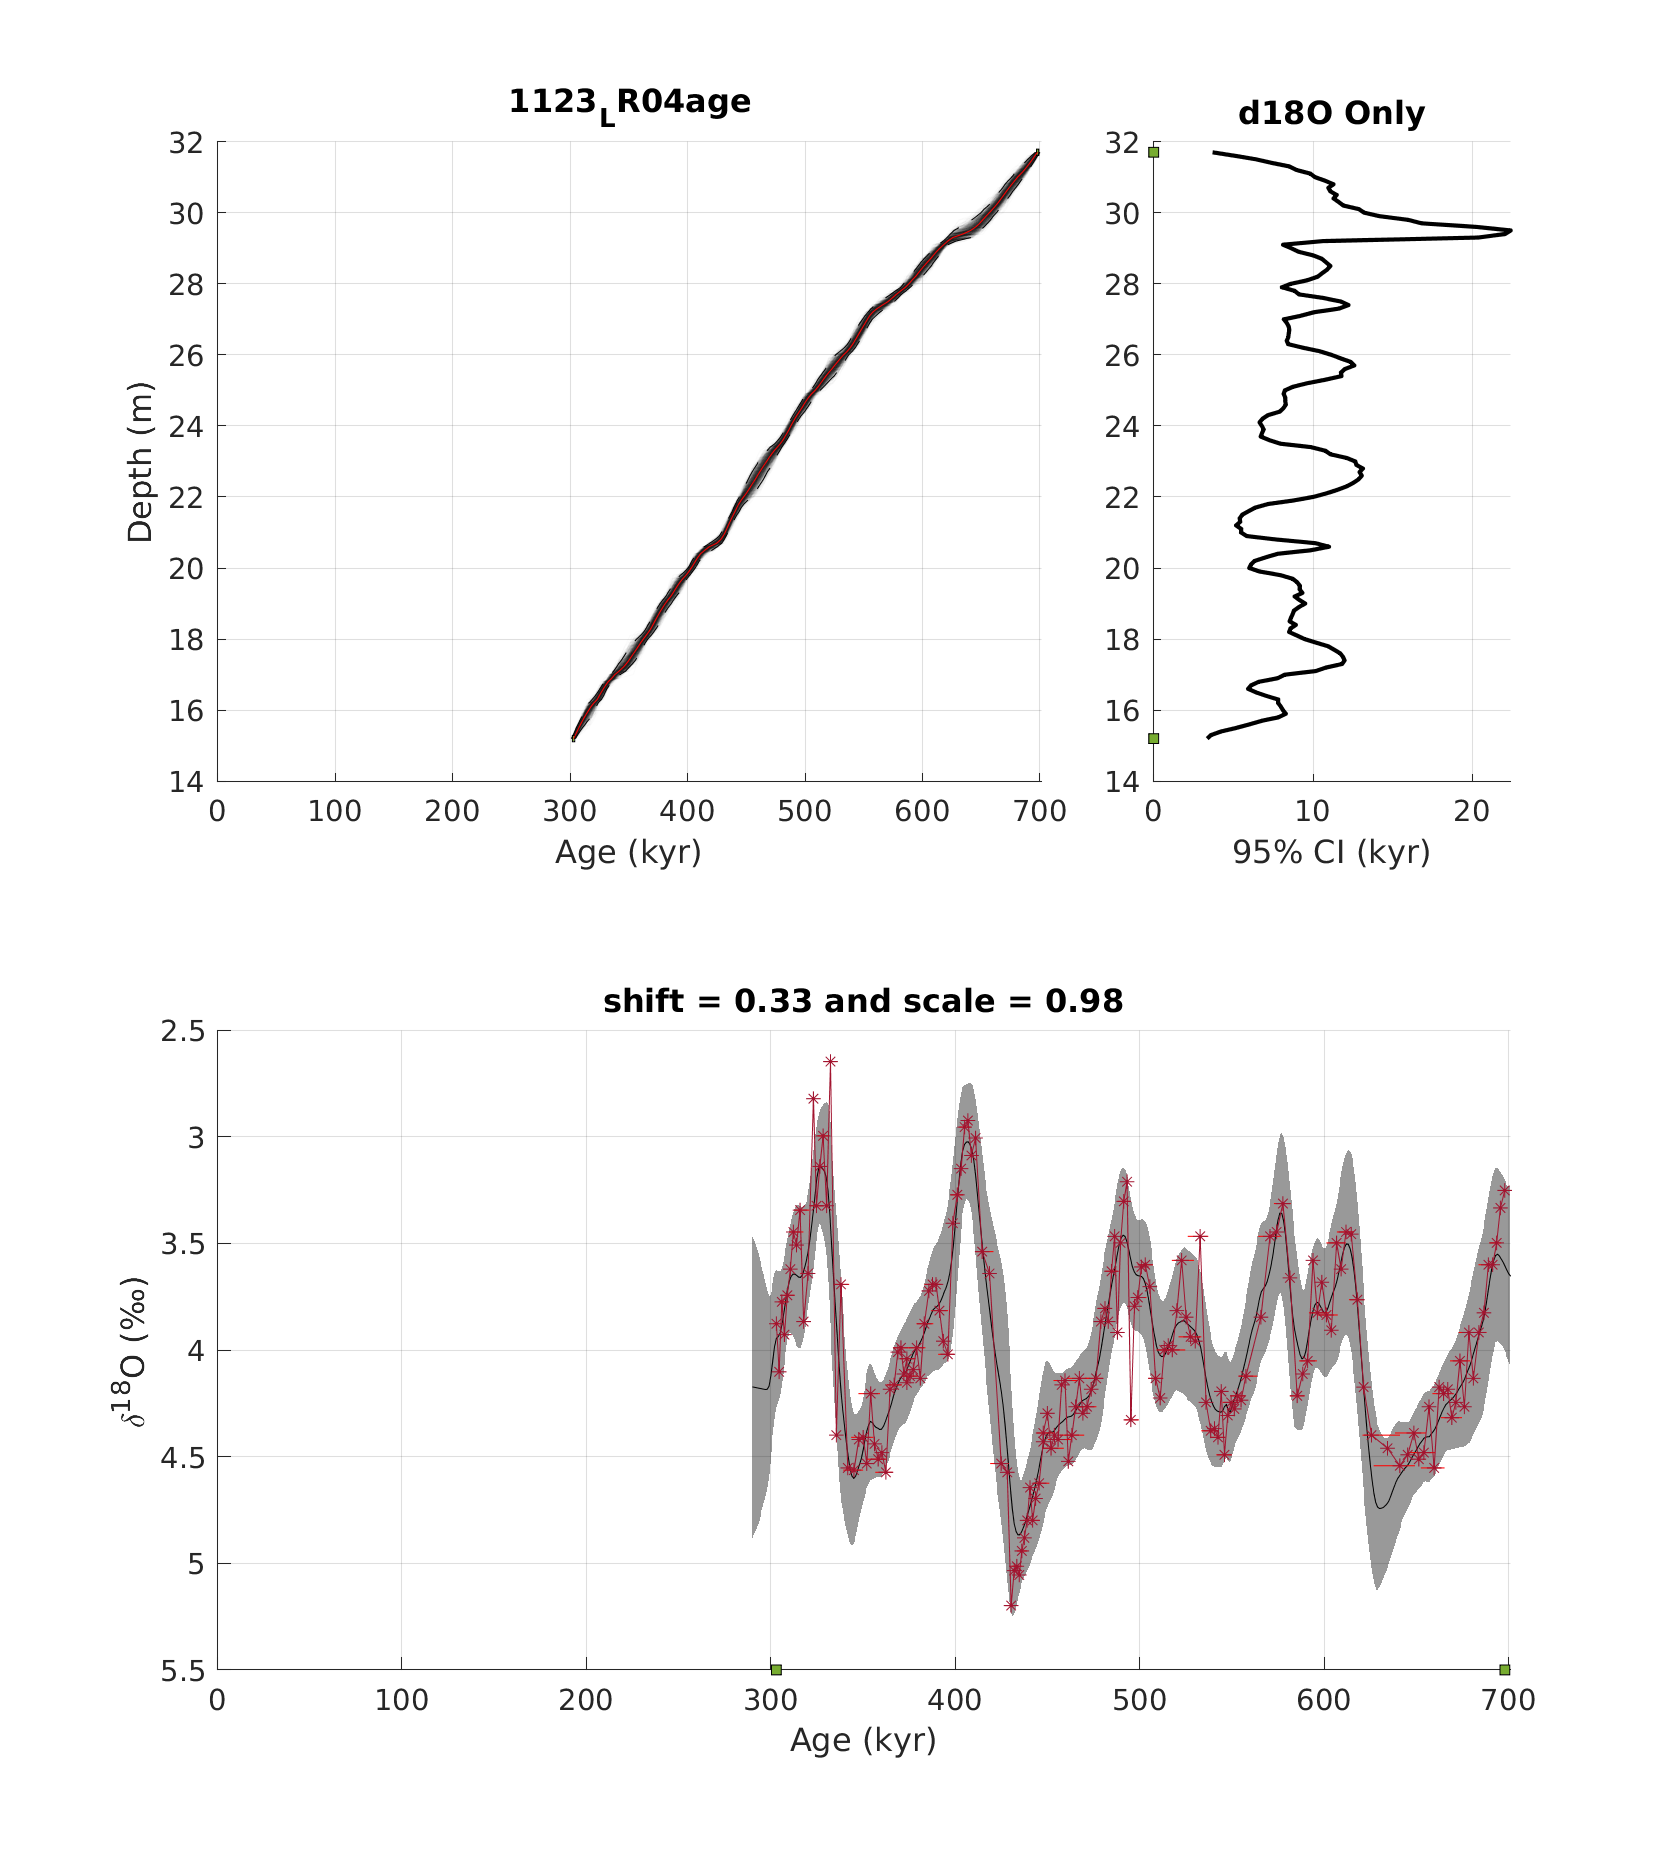 1123LR04age
d18O Only
32
30
28
26
24
22
20
18
16
14
Depth (m)
0 100 200 300 400 500 600 700
Age (kyr)
32
30
28
26
24
22
20
18
16
14
0 10 20
95% CI (kyr)
shift = 0.33 and scale = 0.98
2.5
3
3.5
4
4.5
5
5.5
δ18O (‰)
0 100 200 300 400 500 600 700
Age (kyr)